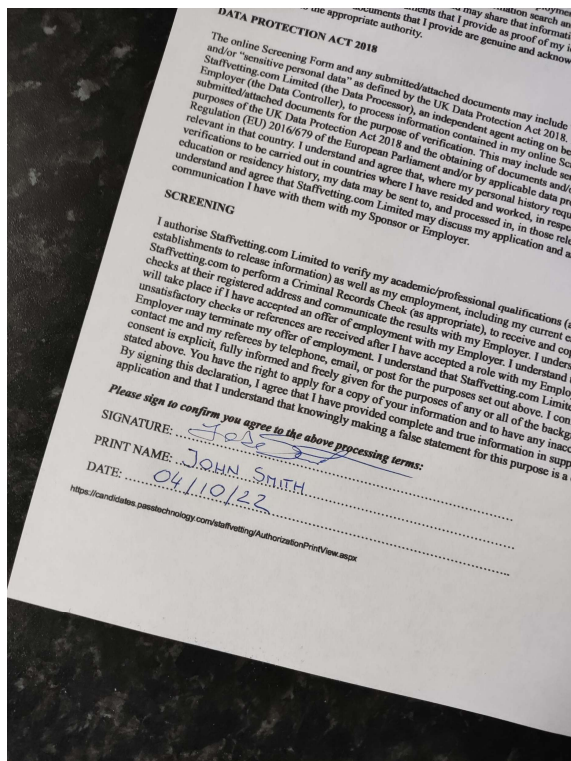 ments that I provide as proof of my i
cuments that I provide are genuine and acknow
the appropriate authority.
DATA PROTECTION ACT 2018
The online Screening Form and any submitted/attached documents may include
and/or "sensitive personal data" as defined by the UK Data Protection Act 2018.
Staffvetting.com Limited (the Data Processor), an independent agent acting on be
Employer (the Data Controller), to process information contained in my online Sc
submitted/attached documents for the purpose of verification. This may include se
purposes of the UK Data Protection Act 2018 and the obtaining of documents and/o
Regulation (EU) 2016/679 of the European Parliament and/or by applicable data pro
relevant in that country. I understand and agree that, where my personal history requ
verifications to be carried out in countries where I have resided and worked, in respe
education or residency history, my data may be sent to, and processed in, in those rele
understand and agree that Staffvetting.com Limited may discuss my application and a
communication I have with them with my Sponsor or Employer.
SCREENING
I authorise Staffvetting.com Limited to verify my academic/professional qualifications (a
establishments to release information) as well as my employment, including my current e
Staffvetting.com to perform a Criminal Records Check (as appropriate), to receive and cop
checks at their registered address and communicate the results with my Employer. I unders
will take place if I have accepted an offer of employment with my Employer. I understand
unsatisfactory checks or references are received after I have accepted a role with my Emplo
Employer may terminate my offer of employment. I understand that Staffvetting.com Limite
contact me and my referees by telephone, email, or post for the purposes set out above. I con
consent is explicit, fully informed and freely given for the purposes of any or all of the backg
stated above. You have the right to apply for a copy of your information and to have any inacc
By signing this declaration, I agree that I have provided complete and true information in supp
application and that I understand that knowingly making a false statement for this purpose is a
Please sign to confirm you agree to the above processing terms:
SIGNATURE:
PRINT NAME: JOHN SMITH
DATE: 04/10/22
https://candidates.passtechnology.com/staffvetting/AuthorizationPrintView.aspx